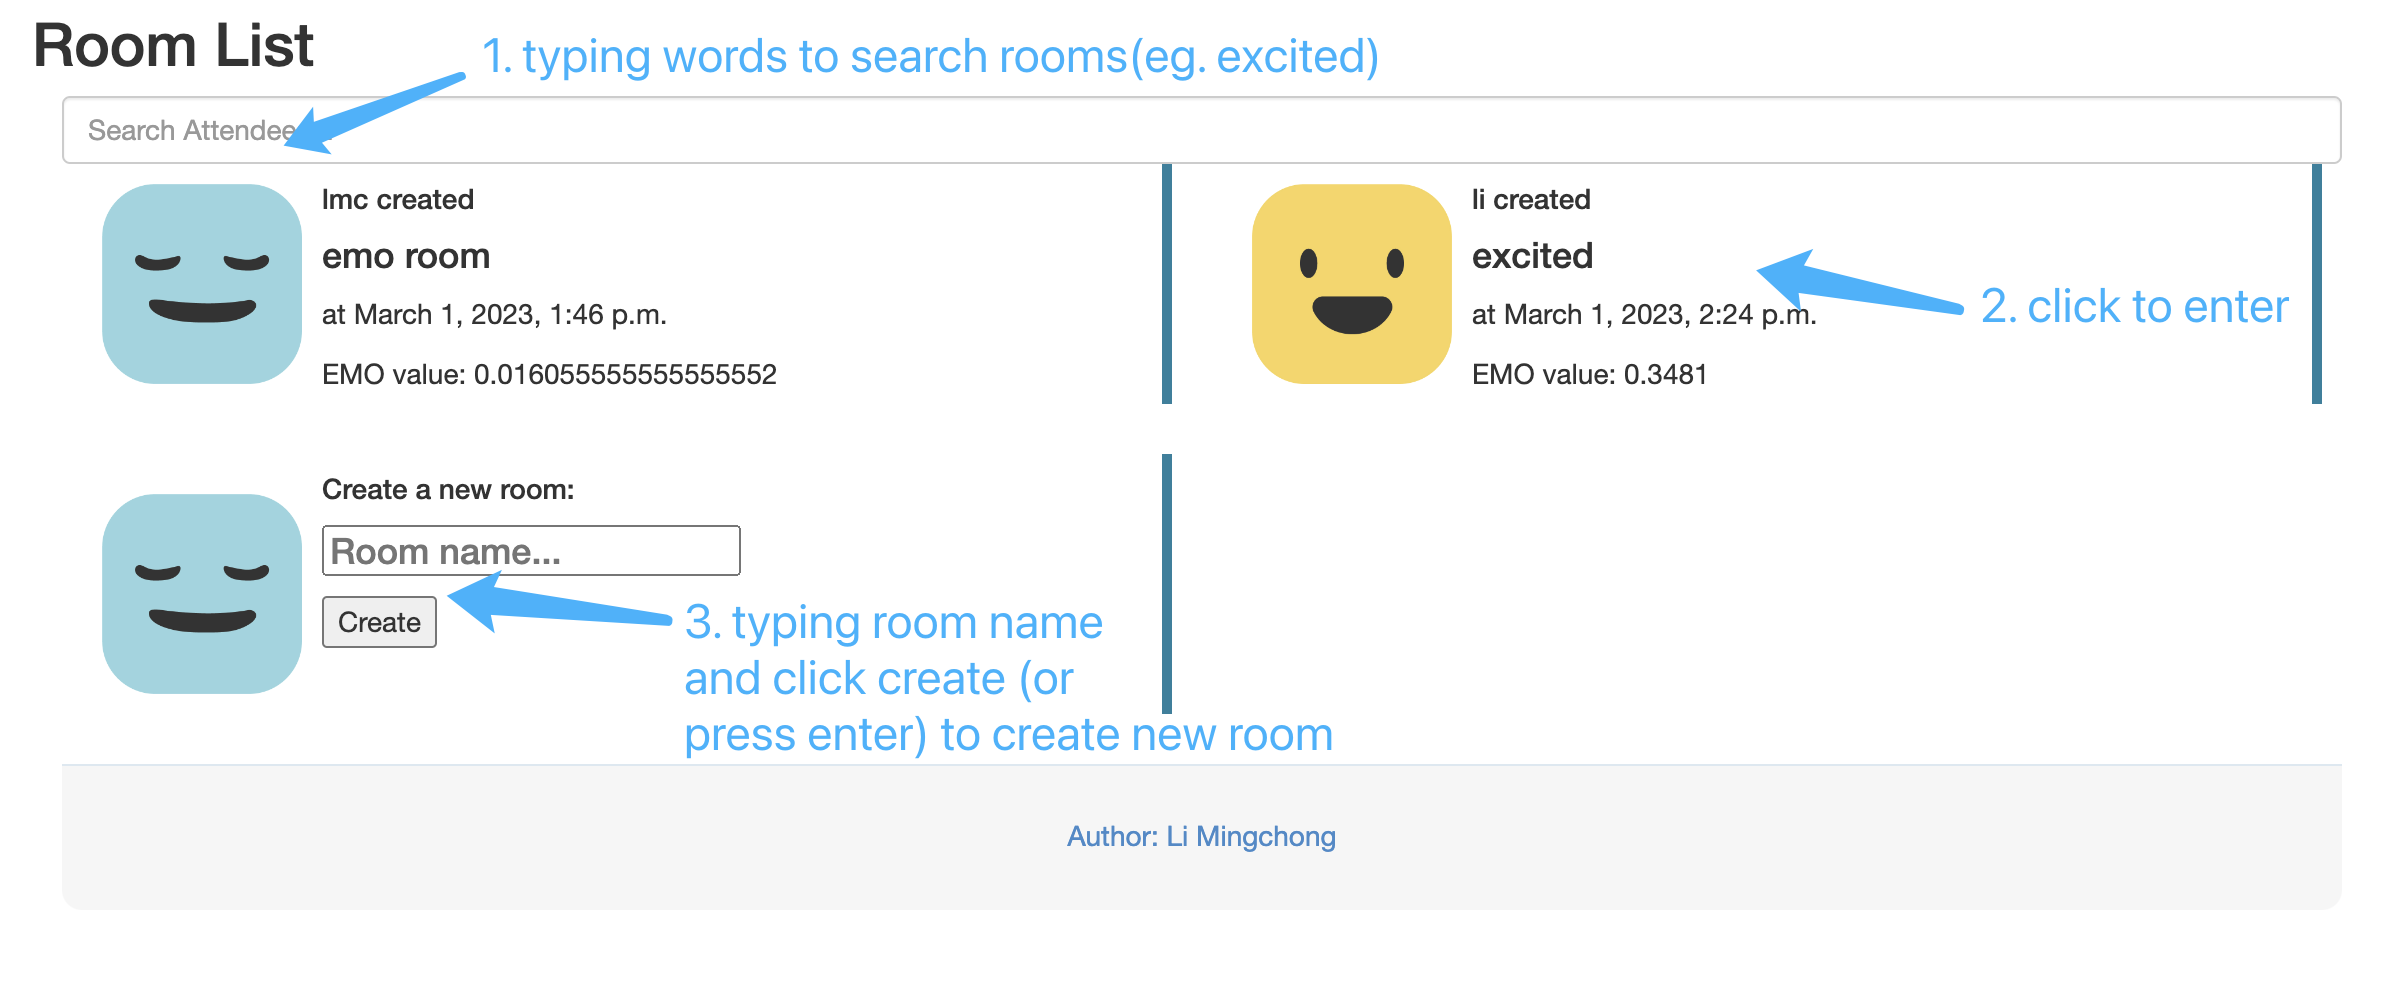 Room List
1. typing words to search rooms(eg. excited)
Search Attendee
lmc created
emo room
at March 1, 2023, 1:46 p.m.
EMO value: 0.016055555555555552
li created
excited
at March 1, 2023, 2:24 p.m.
EMO value: 0.3481
2. click to enter
Create a new room:
Room name...
Create
3. typing room name
and click create (or
press enter) to create new room
Author: Li Mingchong